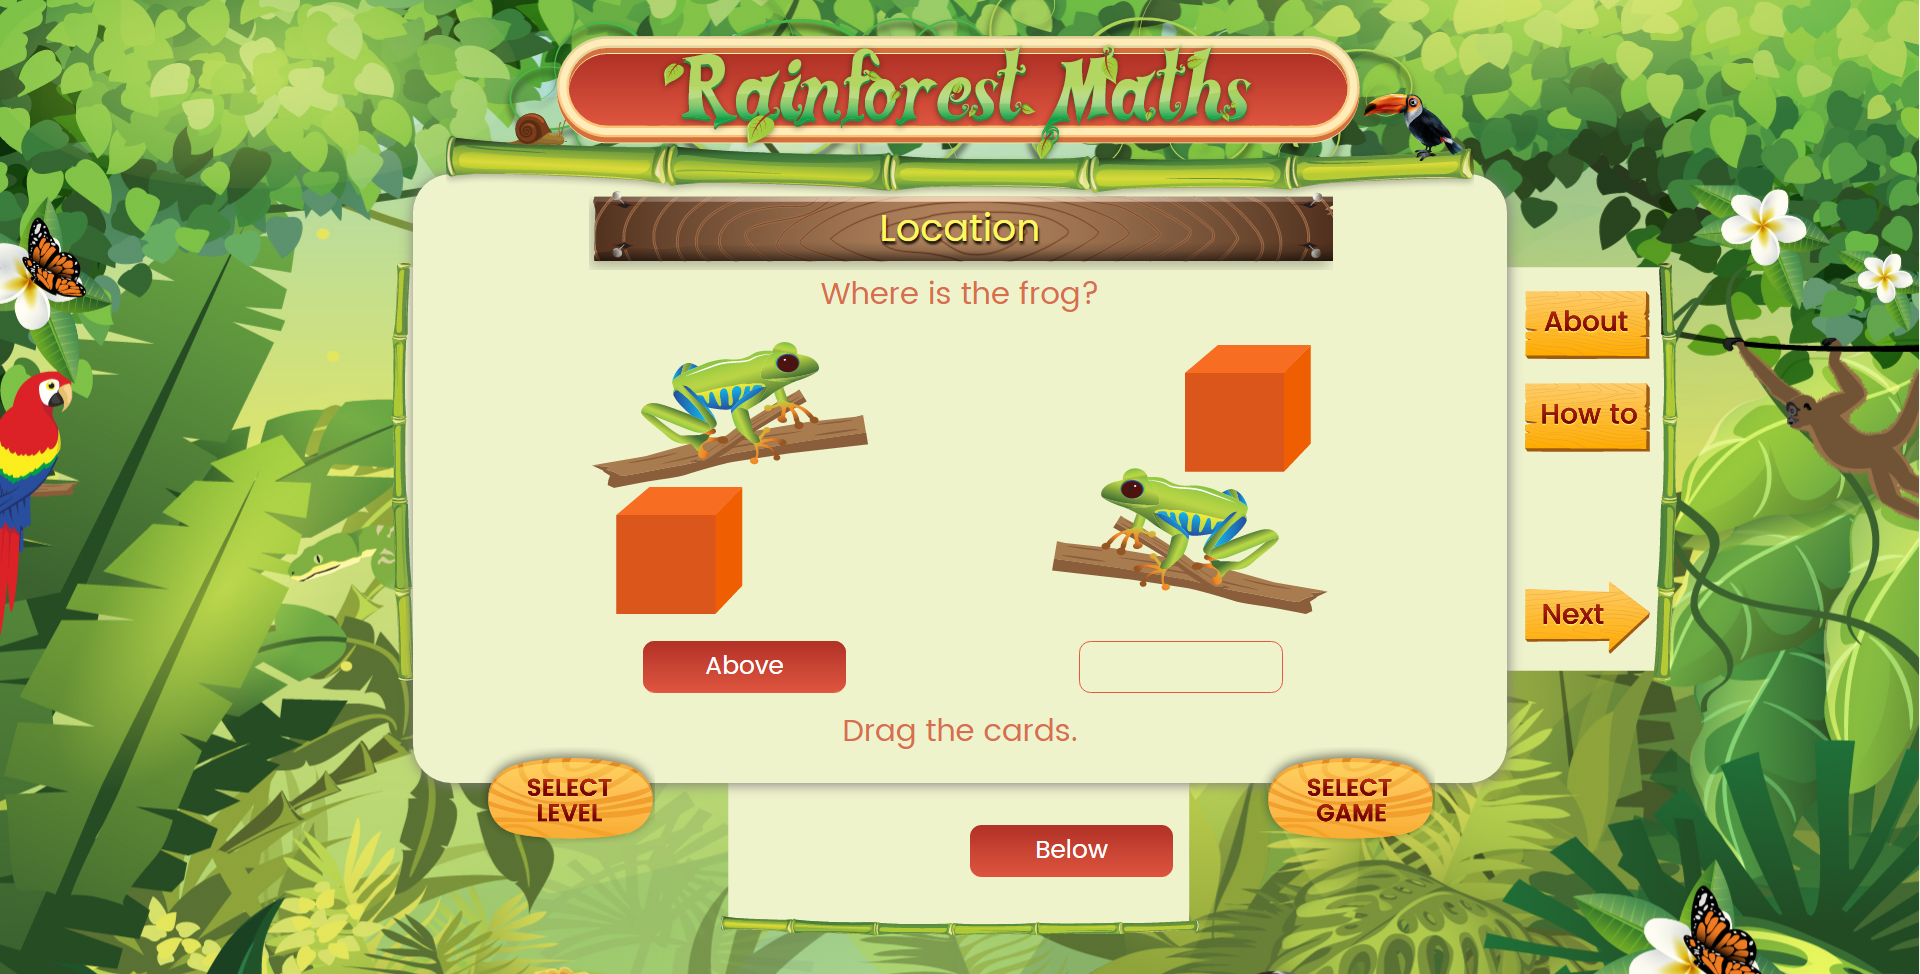 Rainforest Maths
Location
Where is the frog?
About
How to
Next
Above
Drag the cards.
SELECT
LEVEL
SELECT
GAME
Below